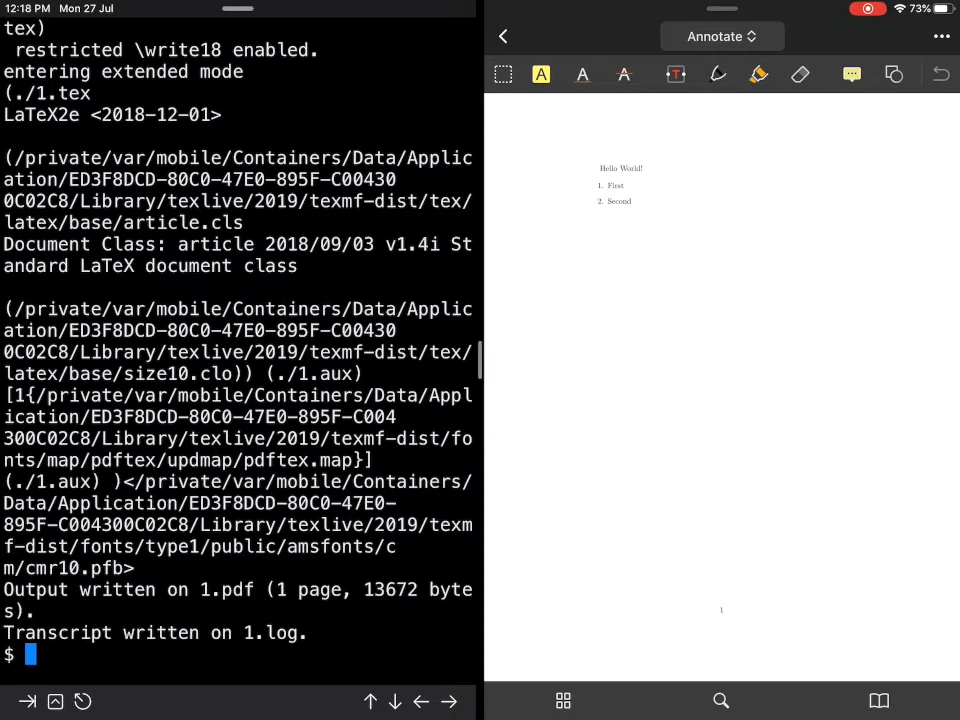 12:18 PM Mon 27 Jul
73%
tex)
restricted \write18 enabled.
entering extended mode
(./1.tex
LaTeX2e <2018-12-01>
(/private/var/mobile/Containers/Data/Applic
ation/ED3F8DCD-80C0-47E0-895F-C00430
0C02C8/Library/texlive/2019/texmf-dist/tex/
latex/base/article.cls
Document Class: article 2018/09/03 v1.4i St
andard LaTeX document class
(/private/var/mobile/Containers/Data/Applic
ation/ED3F8DCD-80C0-47E0-895F-C00430
0C02C8/Library/texlive/2019/texmf-dist/tex/
latex/base/size10.clo)) (./1.aux)
[1{/private/var/mobile/Containers/Data/Appl
ication/ED3F8DCD-80C0-47E0-895F-C004
300C02C8/Library/texlive/2019/texmf-dist/fo
nts/map/pdftex/updmap/pdftex.map}]
(./1.aux) )</private/var/mobile/Containers/
Data/Application/ED3F8DCD-80C0-47E0-
895F-C004300C02C8/Library/texlive/2019/texm
f-dist/fonts/type1/public/amsfonts/c
m/cmr10.pfb>
Output written on 1.pdf (1 page, 13672 byte
s).
Transcript written on 1.log.
$
Annotate
A A A T
Hello World!
1. First
2. Second
1